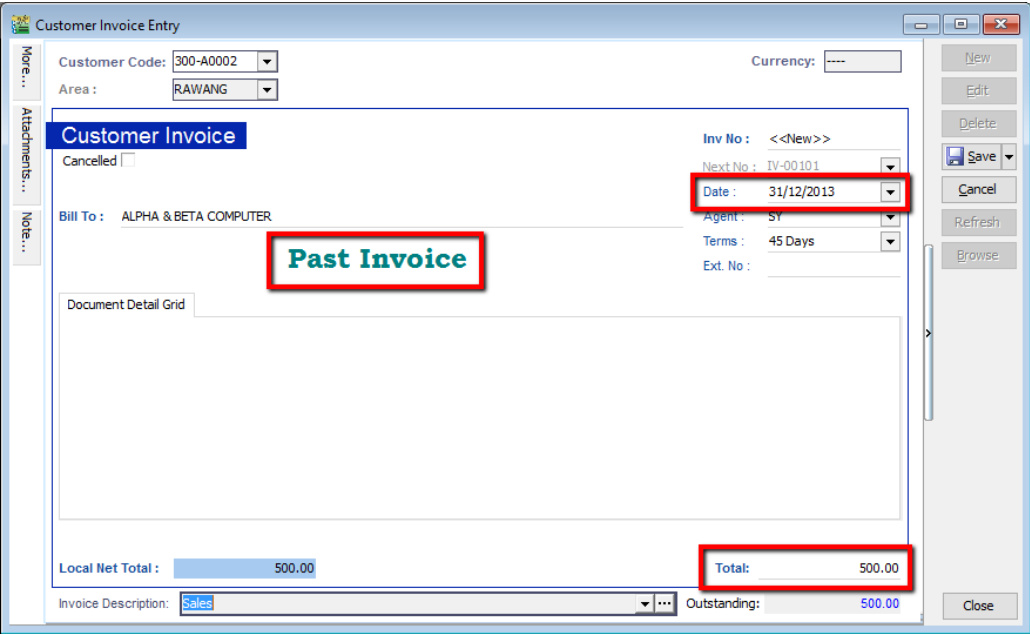 Customer Invoice Entry
More...
Attachments...
Note...
Customer Code: 300-A0002
Currency: ----
Area : RAWANG
Customer Invoice
Cancelled
Inv No : <<New>>
Next No : IV-00101
Date : 31/12/2013
Bill To : ALPHA & BETA COMPUTER
Agent : SY
Terms : 45 Days
Ext. No :
Past Invoice
Document Detail Grid
Local Net Total : 500.00
Total: 500.00
Invoice Description: Sales
Outstanding: 500.00
New
Edit
Delete
Save
Cancel
Refresh
Browse
Close